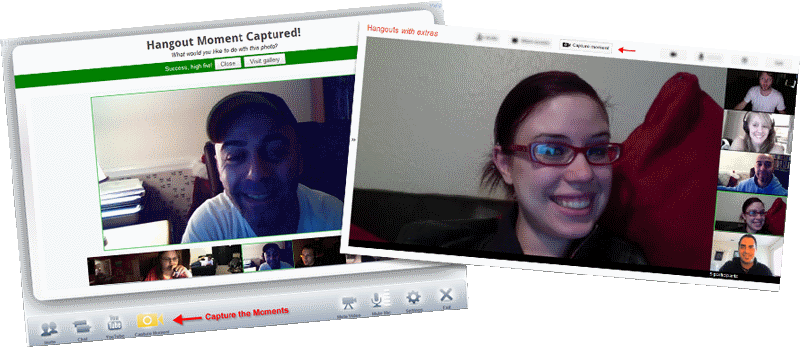 Hangout Moment Captured!
What would you like to do with this photo?
Success, high five! Close Visit gallery
Invite Chat YouTube Capture Moment
Capture the Moments
Mute Video Mute Mic Settings Exit
Hangouts with extras
Capture moment
5 participants